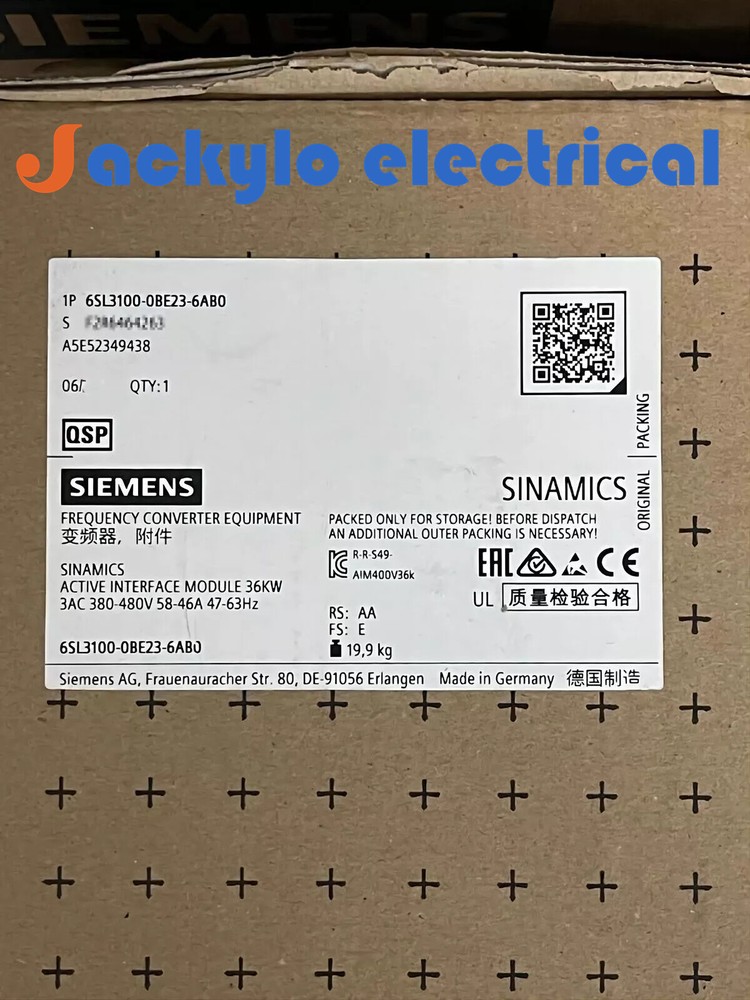 IEMENS
Jackylo electrical
1P 6SL3100-0BE23-6AB0
S
A5E52349438
QTY:1
QSP
PACKING
ORIGINAL
SIEMENS
SINAMICS
FREQUENCY CONVERTER EQUIPMENT
变频器，附件
PACKED ONLY FOR STORAGE! BEFORE DISPATCH
AN ADDITIONAL OUTER PACKING IS NECESSARY!
R-R-S49-
AIM400V36k
EAC
CE
SINAMICS
ACTIVE INTERFACE MODULE 36KW
3AC 380-480V 58-46A 47-63Hz
UL 质量检验合格
RS: AA
FS: E
6SL3100-0BE23-6AB0
19,9 kg
Siemens AG, Frauenauracher Str. 80, DE-91056 Erlangen Made in Germany 德国制造